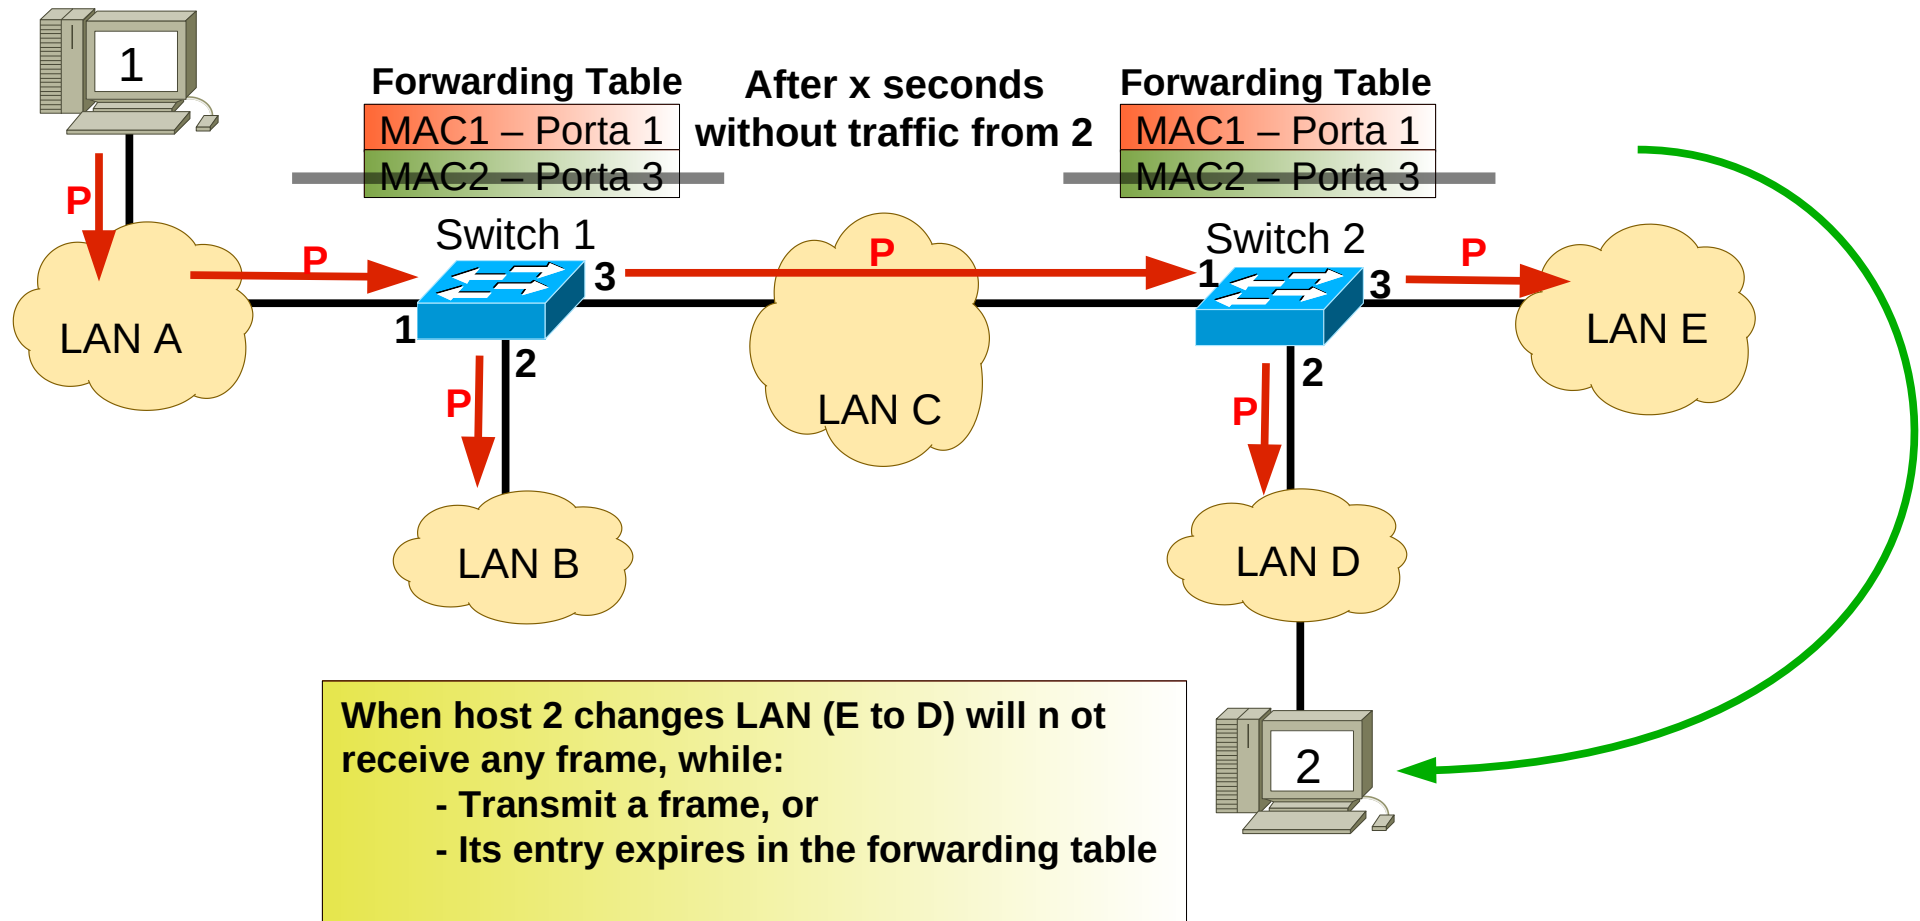 1
Forwarding Table
MAC1 – Porta 1
MAC2 – Porta 3
After x seconds
without traffic from 2
Forwarding Table
MAC1 – Porta 1
MAC2 – Porta 3
P
P
Switch 1
3
1
2
P
P
Switch 2
1
3
2
P
P
LAN A
LAN B
LAN C
LAN D
LAN E
When host 2 changes LAN (E to D) will n ot
receive any frame, while:
- Transmit a frame, or
- Its entry expires in the forwarding table
2